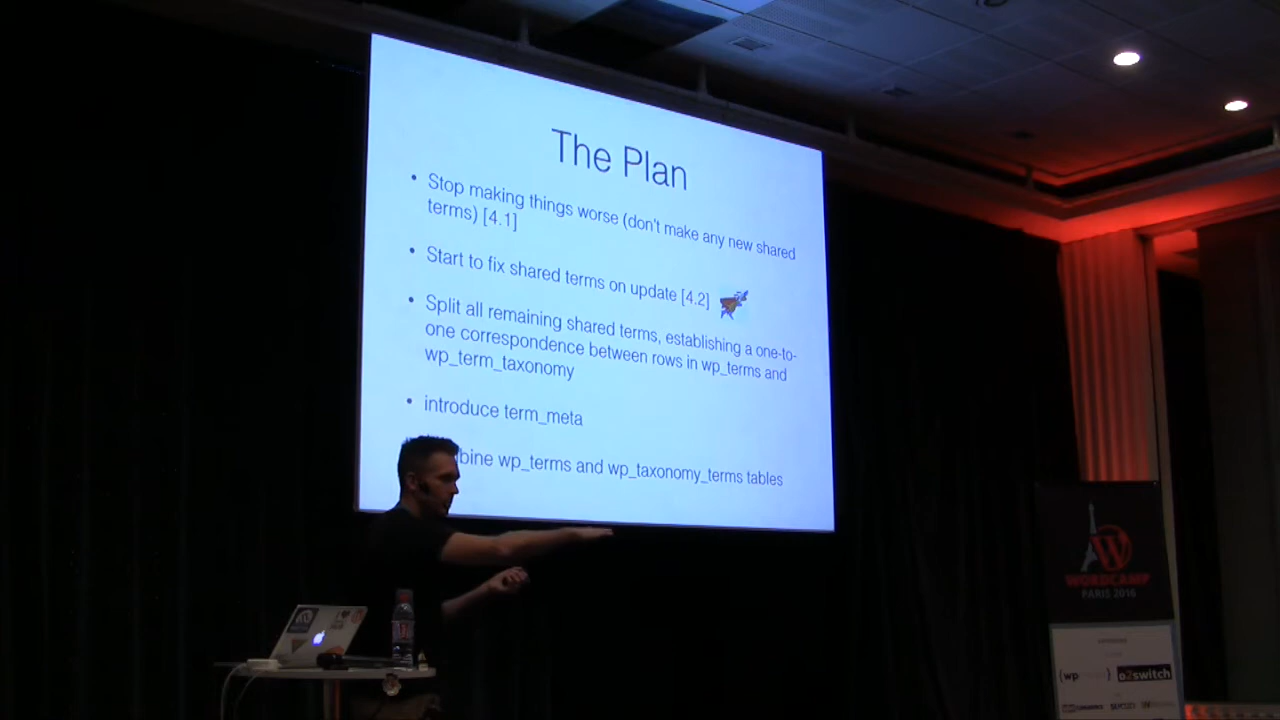 The Plan
• Stop making things worse (don't make any new shared
terms) [4.1]
• Start to fix shared terms on update [4.2]
• Split all remaining shared terms, establishing a one-to-
one correspondence between rows in wp_terms and
wp_term_taxonomy
• introduce term_meta
wp_terms and wp_taxonomy_terms tables
WORDCAMP
PARIS 2016
{wp }
o2switch